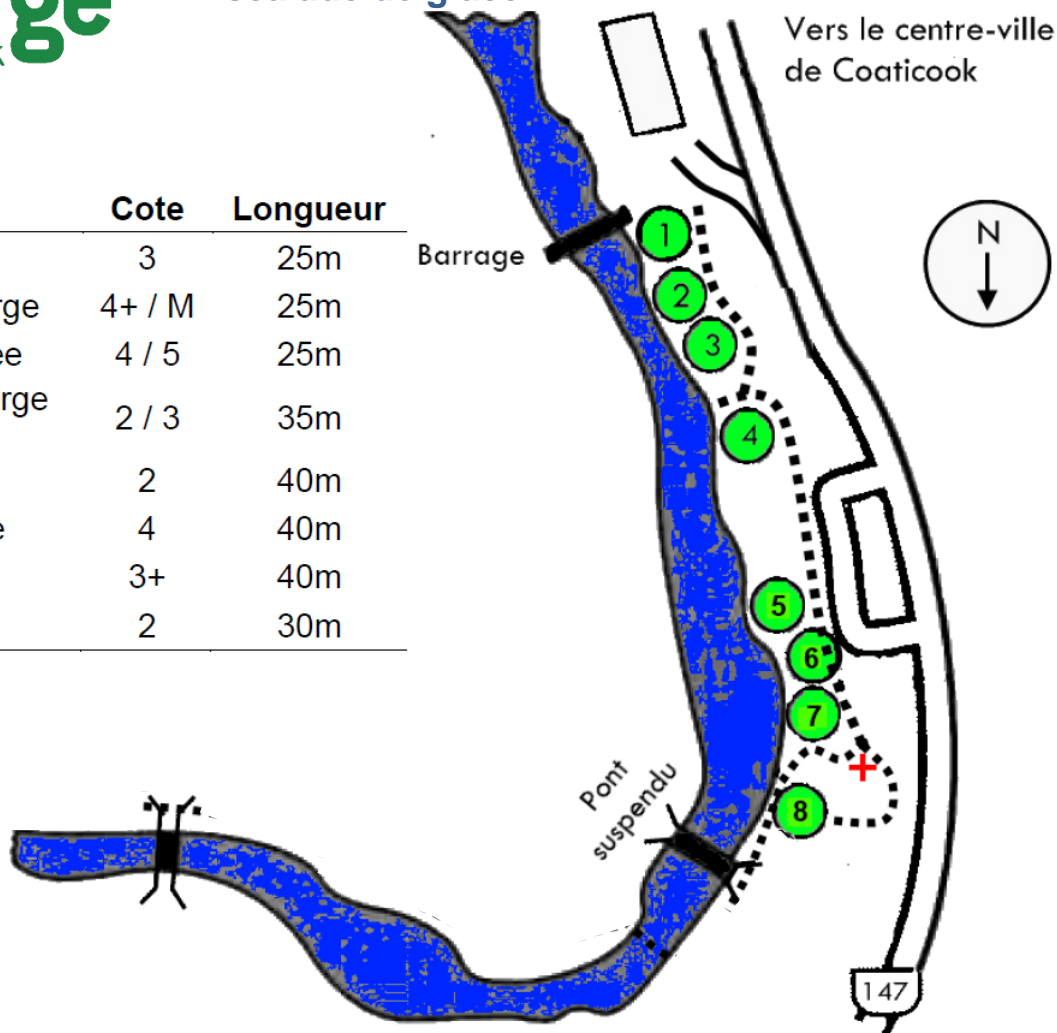 ge
Vers le centre-ville
de Coaticook
Cote Longueur
3 25m
rge 4+ / M 25m
4 / 5 25m
rge
2 / 3 35m
2 40m
e 4 40m
3+ 40m
2 30m
Barrage
N
1
2
3
4
5
6
7
8
Pont
suspendu
147